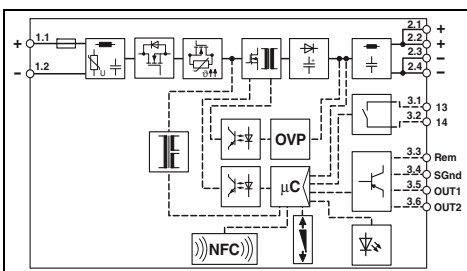 + 1.1
- 1.2
U
ϑ
2.1 +
2.2 +
2.3 -
2.4 -
3.1 13
3.2 14
OVP
μC
3.3 Rem
3.4 SGnd
3.5 OUT1
3.6 OUT2
NFC